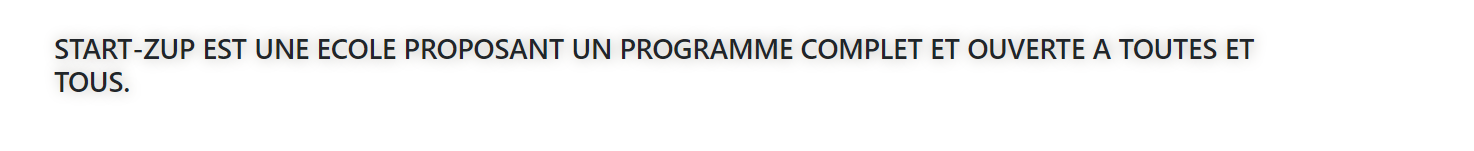 START-ZUP EST UNE ECOLE PROPOSANT UN PROGRAMME COMPLET ET OUVERTE A TOUTES ET
TOUS.